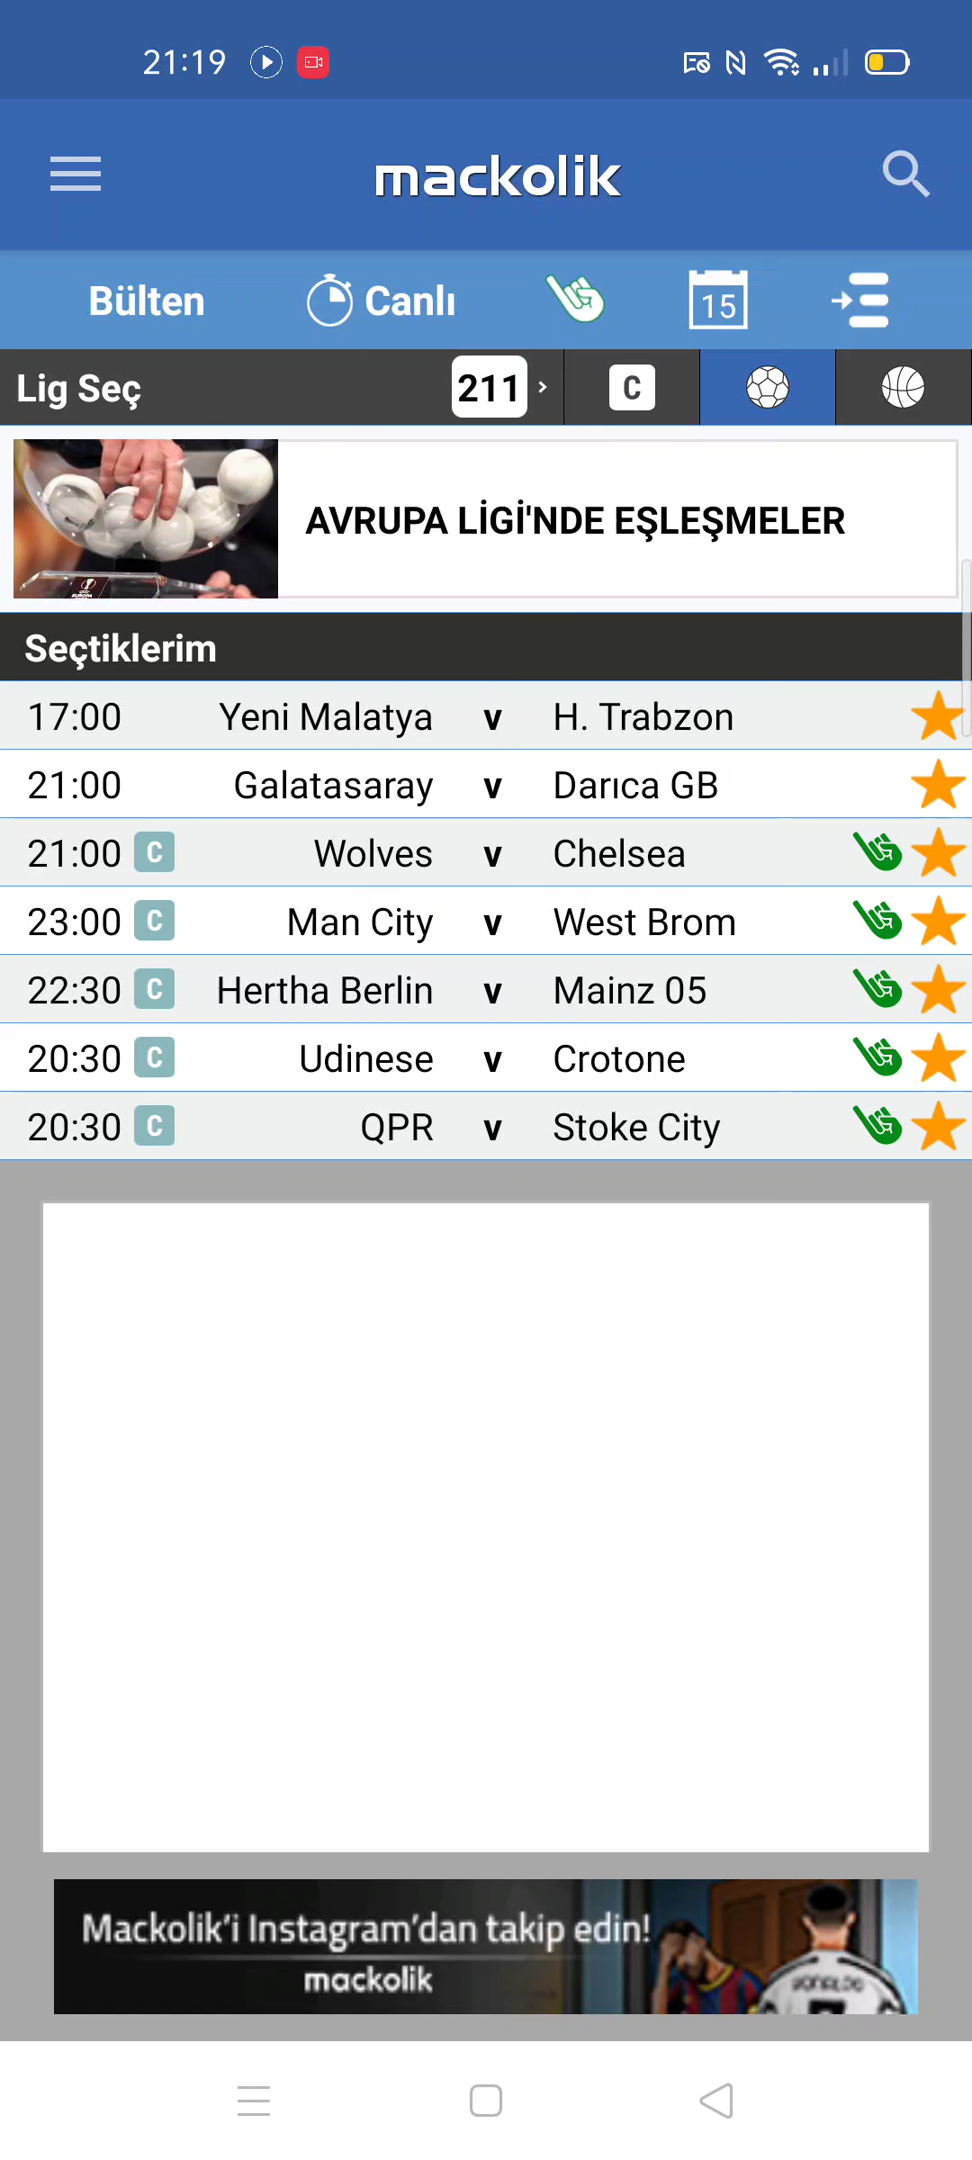 21:19
mackolik
Bülten
Canlı
15
Lig Seç
211
C
AVRUPA LİGİ'NDE EŞLEŞMELER
Seçtiklerim
17:00 Yeni Malatya v H. Trabzon
21:00 Galatasaray v Darıca GB
21:00 C Wolves v Chelsea
23:00 C Man City v West Brom
22:30 C Hertha Berlin v Mainz 05
20:30 C Udinese v Crotone
20:30 C QPR v Stoke City
Mackolik'i Instagram'dan takip edin!
mackolik
RONALDO